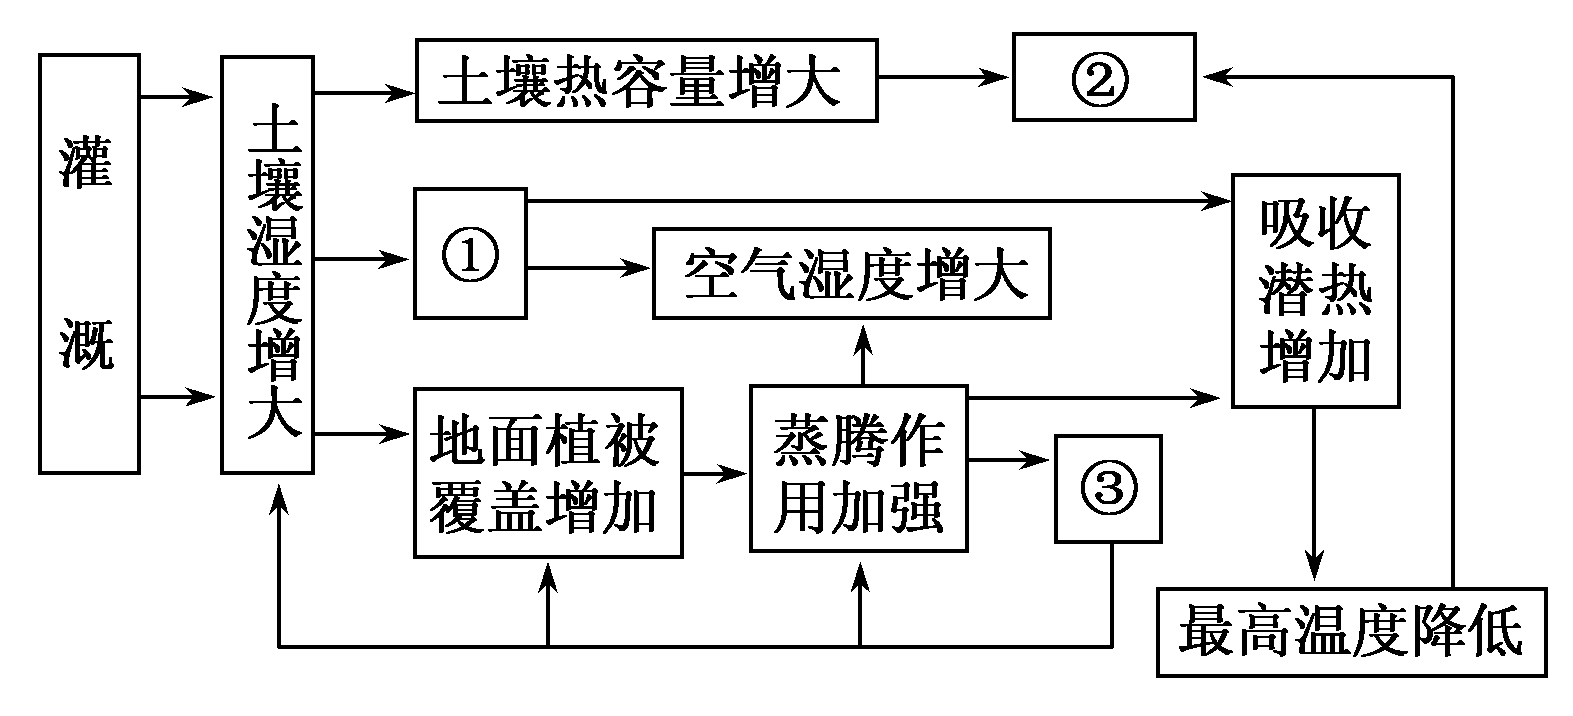 灌溉
土壤湿度增大
土壤热容量增大
②
①
空气湿度增大
吸收
潜热
增加
地面植被
覆盖增加
蒸腾作
用加强
③
最高温度降低